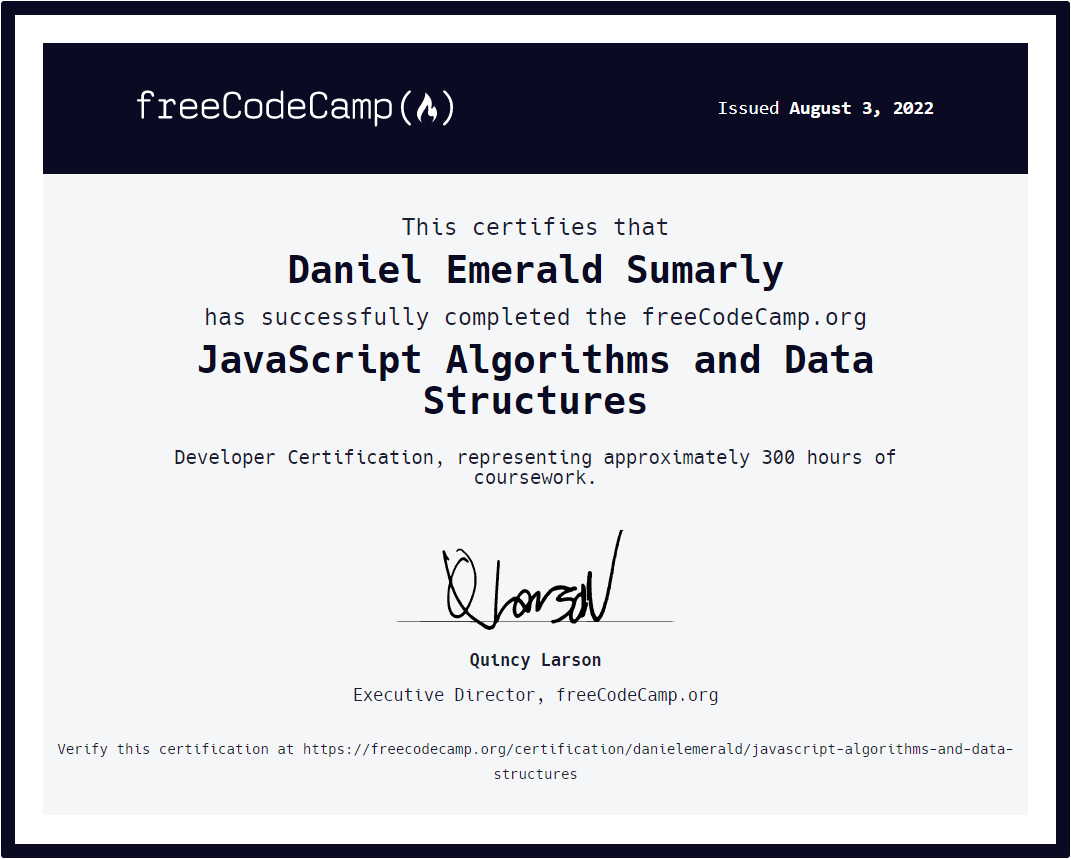 freeCodeCamp
Issued August 3, 2022
This certifies that
Daniel Emerald Sumarly
has successfully completed the freeCodeCamp.org
JavaScript Algorithms and Data
Structures
Developer Certification, representing approximately 300 hours of
coursework.
Q Larson
Quincy Larson
Executive Director, freeCodeCamp.org
Verify this certification at https://freecodecamp.org/certification/danielemerald/javascript-algorithms-and-data-
structures